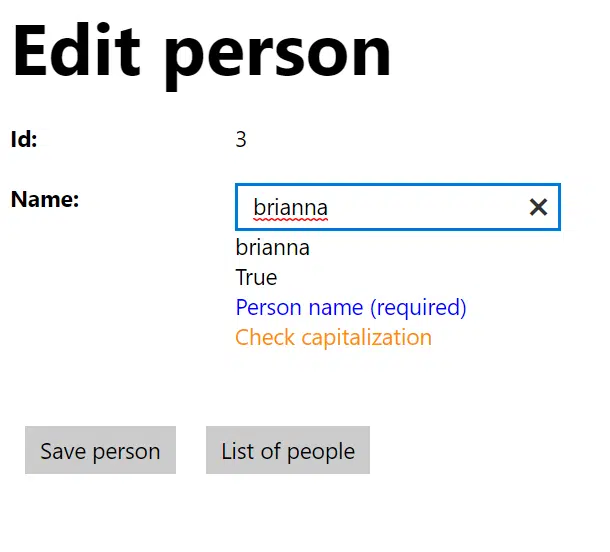 Edit person
Id: 3
Name: brianna
brianna
True
Person name (required)
Check capitalization
Save person List of people